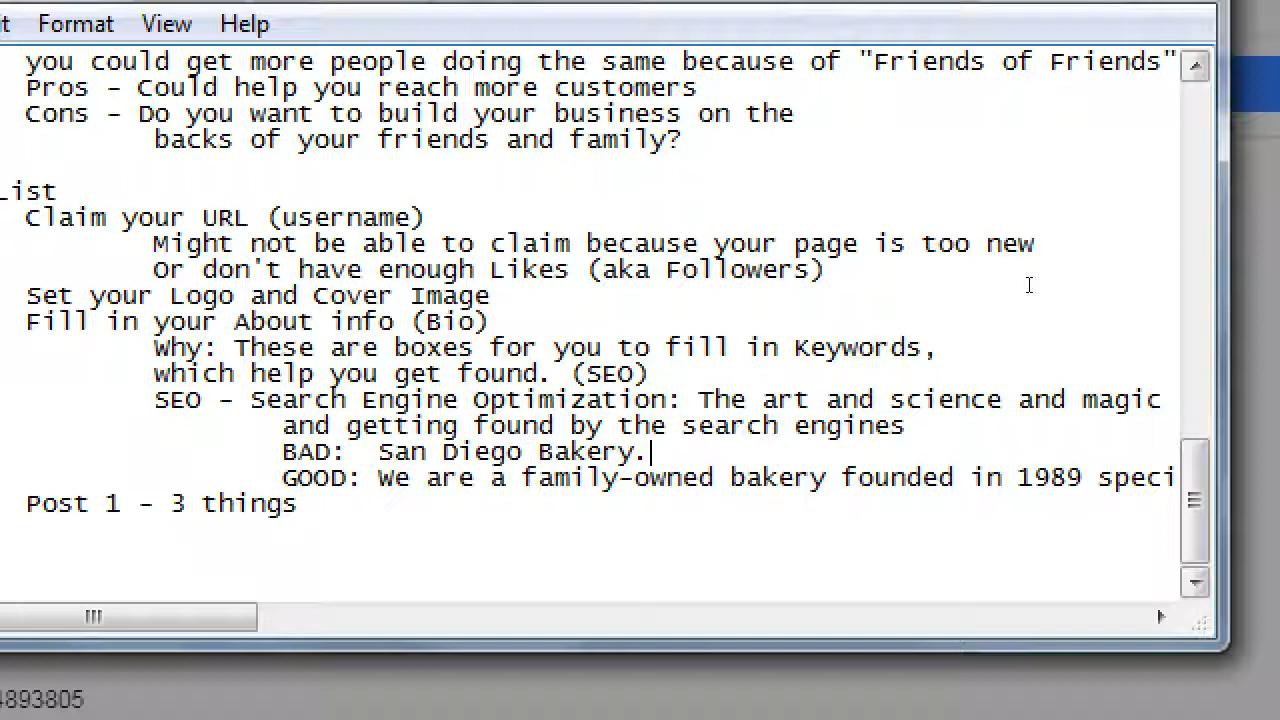 Format View Help
you could get more people doing the same because of "Friends of Friends"
Pros - Could help you reach more customers
Cons - Do you want to build your business on the
backs of your friends and family?
List
Claim your URL (username)
Might not be able to claim because your page is too new
Or don't have enough Likes (aka Followers)
Set your Logo and Cover Image
Fill in your About info (Bio)
Why: These are boxes for you to fill in Keywords,
which help you get found. (SEO)
SEO - Search Engine Optimization: The art and science and magic
and getting found by the search engines
BAD:  San Diego Bakery.
GOOD: We are a family-owned bakery founded in 1989 speci
Post 1 - 3 things
4893805